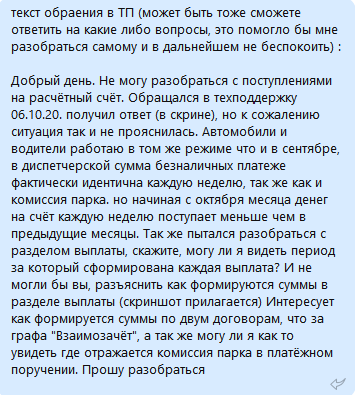 текст обраения в ТП (может быть тоже сможете
ответить на какие либо вопросы, это помогло бы мне
разобраться самому и в дальнейшем не беспокоить) :

Добрый день. Не могу разобраться с поступлениями
на расчётный счёт. Обращался в техподдержку
06.10.20. получил ответ (в скрине), но к сожалению
ситуация так и не прояснилась. Автомобили и
водители работаю в том же режиме что и в сентябре,
в диспетчерской сумма безналичных платеже
фактически идентична каждую неделю, так же как и
комиссия парка. но начиная с октября месяца денег
на счёт каждую неделю поступает меньше чем в
предыдущие месяцы. Так же пытался разобраться с
разделом выплаты, скажите, могу ли я видеть период
за который сформирована каждая выплата? И не
могли бы вы, разъяснить как формируются суммы в
разделе выплаты (скриншот прилагается) Интересует
как формируется суммы по двум договорам, что за
графа "Взаимозачёт", а так же могу ли я как то
увидеть где отражается комиссия парка в платёжном
поручении. Прошу разобраться